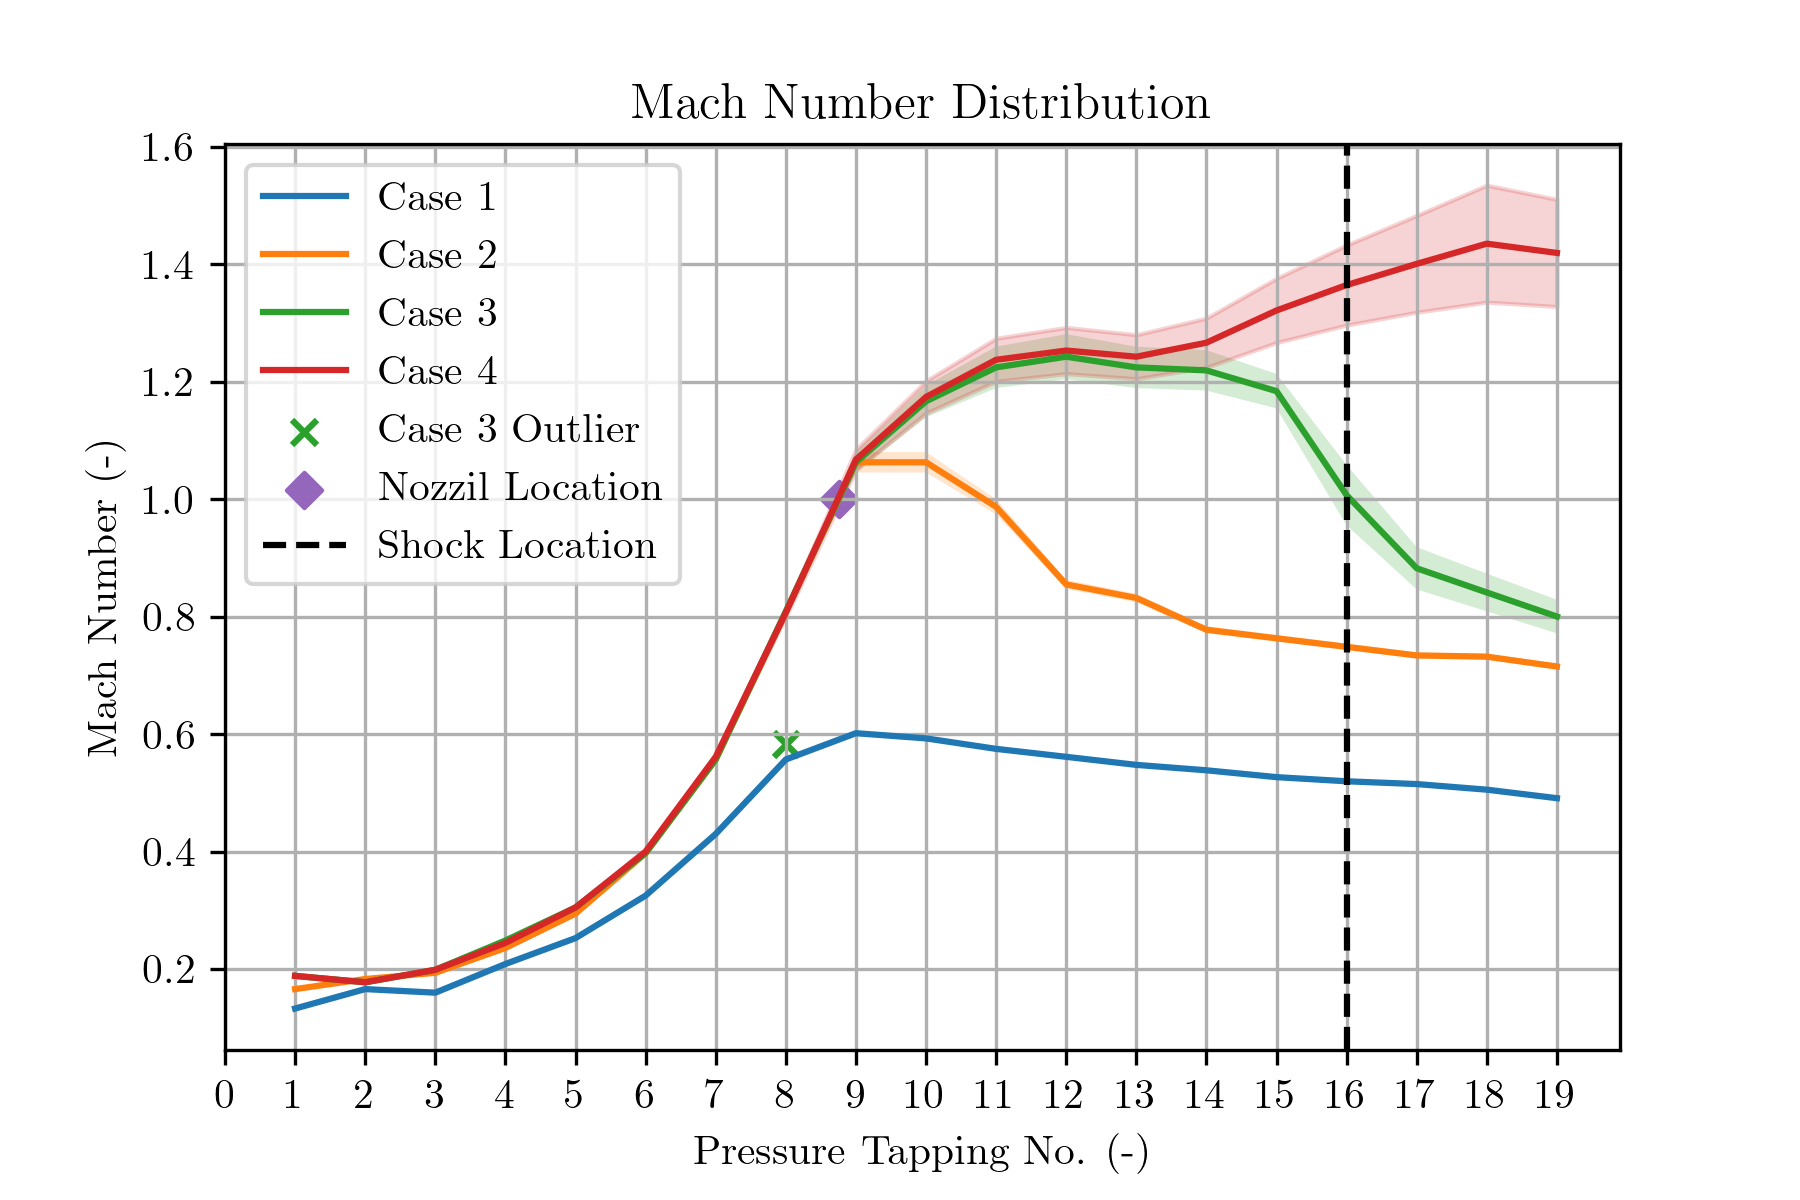 Mach Number Distribution
1.6
1.4
1.2
1.0
0.8
0.6
0.4
0.2
Mach Number (-)
Case 1
Case 2
Case 3
Case 4
Case 3 Outlier
Nozzil Location
Shock Location
0 1 2 3 4 5 6 7 8 9 10 11 12 13 14 15 16 17 18 19
Pressure Tapping No. (-)